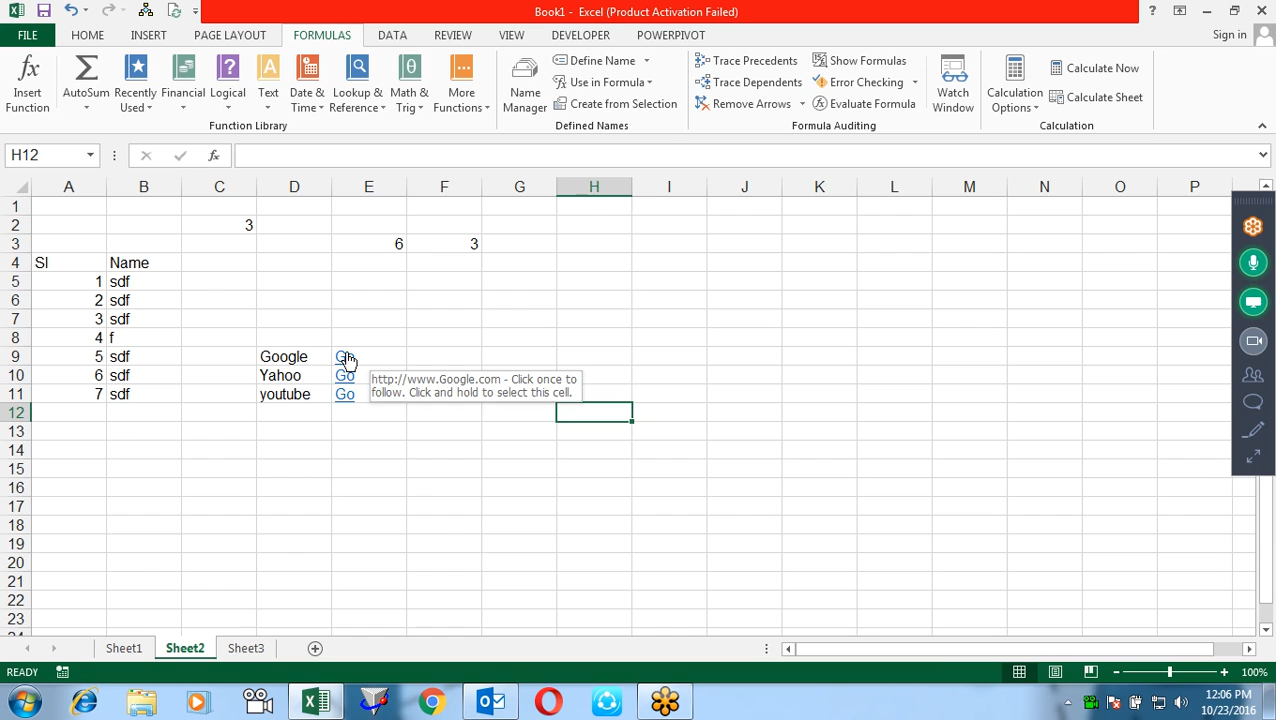 Book1 - Excel (Product Activation Failed)
FILE HOME INSERT PAGE LAYOUT FORMULAS DATA REVIEW VIEW DEVELOPER POWERPIVOT Sign in
Insert Function
AutoSum
Recently Used
Financial
Logical
Text
Date & Time
Lookup & Reference
Math & Trig
More Functions
Function Library
Name Manager
Define Name
Use in Formula
Create from Selection
Defined Names
Trace Precedents
Trace Dependents
Remove Arrows
Show Formulas
Error Checking
Evaluate Formula
Formula Auditing
Watch Window
Calculation Options
Calculate Now
Calculate Sheet
Calculation
H12
A B C D E F G H I J K L M N O P
1
2 3
3 6 3
4 Sl Name
5 1 sdf
6 2 sdf
7 3 sdf
8 4 f
9 5 sdf Google Go
10 6 sdf Yahoo Go
11 7 sdf youtube Go
http://www.Google.com - Click once to
follow. Click and hold to select this cell.
12
13
14
15
16
17
18
19
20
21
22
23
Sheet1 Sheet2 Sheet3
READY 100%
12:06 PM
10/23/2016